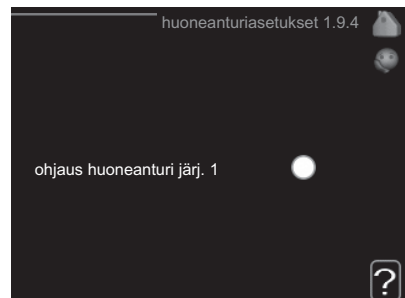 huoneanturiasetukset 1.9.4
ohjaus huoneanturi järj. 1
?